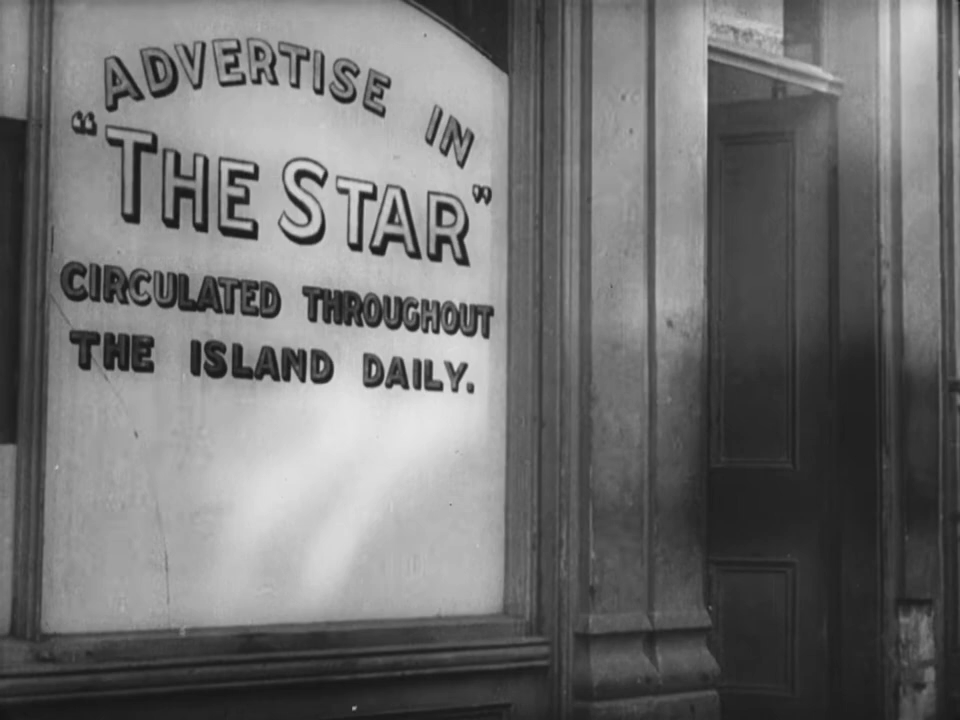 ADVERTISE IN
"THE STAR"
CIRCULATED THROUGHOUT
THE ISLAND DAILY.